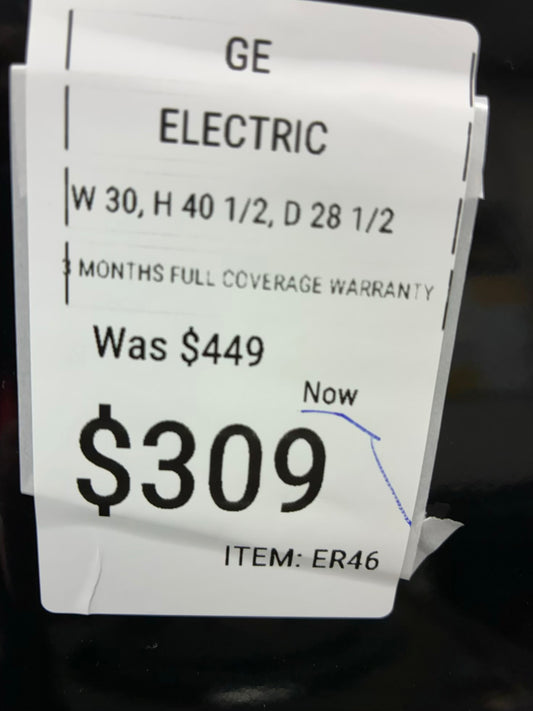 GE
ELECTRIC
W 30, H 40 1/2, D 28 1/2
3 MONTHS FULL COVERAGE WARRANTY
Was $449
Now
$309
ITEM: ER46